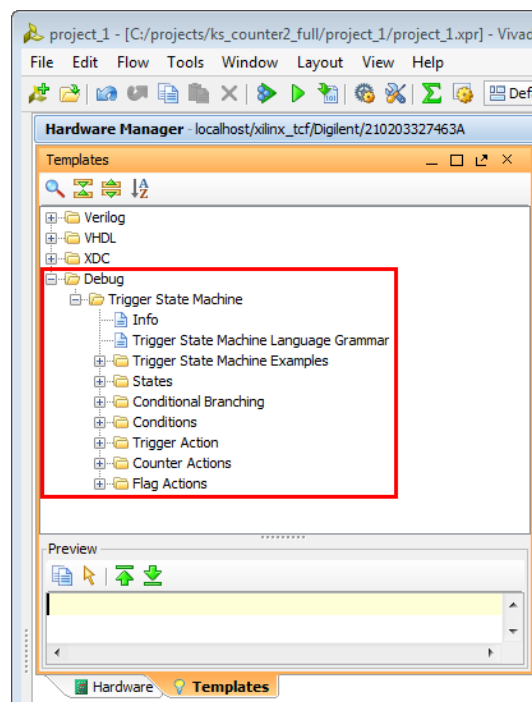 project_1 - [C:/projects/ks_counter2_full/project_1/project_1.xpr] - Vivad
File Edit Flow Tools Window Layout View Help
Def
Hardware Manager - localhost/xilinx_tcf/Digilent/210203327463A
Templates
Verilog
VHDL
XDC
Debug
Trigger State Machine
Info
Trigger State Machine Language Grammar
Trigger State Machine Examples
States
Conditional Branching
Conditions
Trigger Action
Counter Actions
Flag Actions
Preview
Hardware Templates